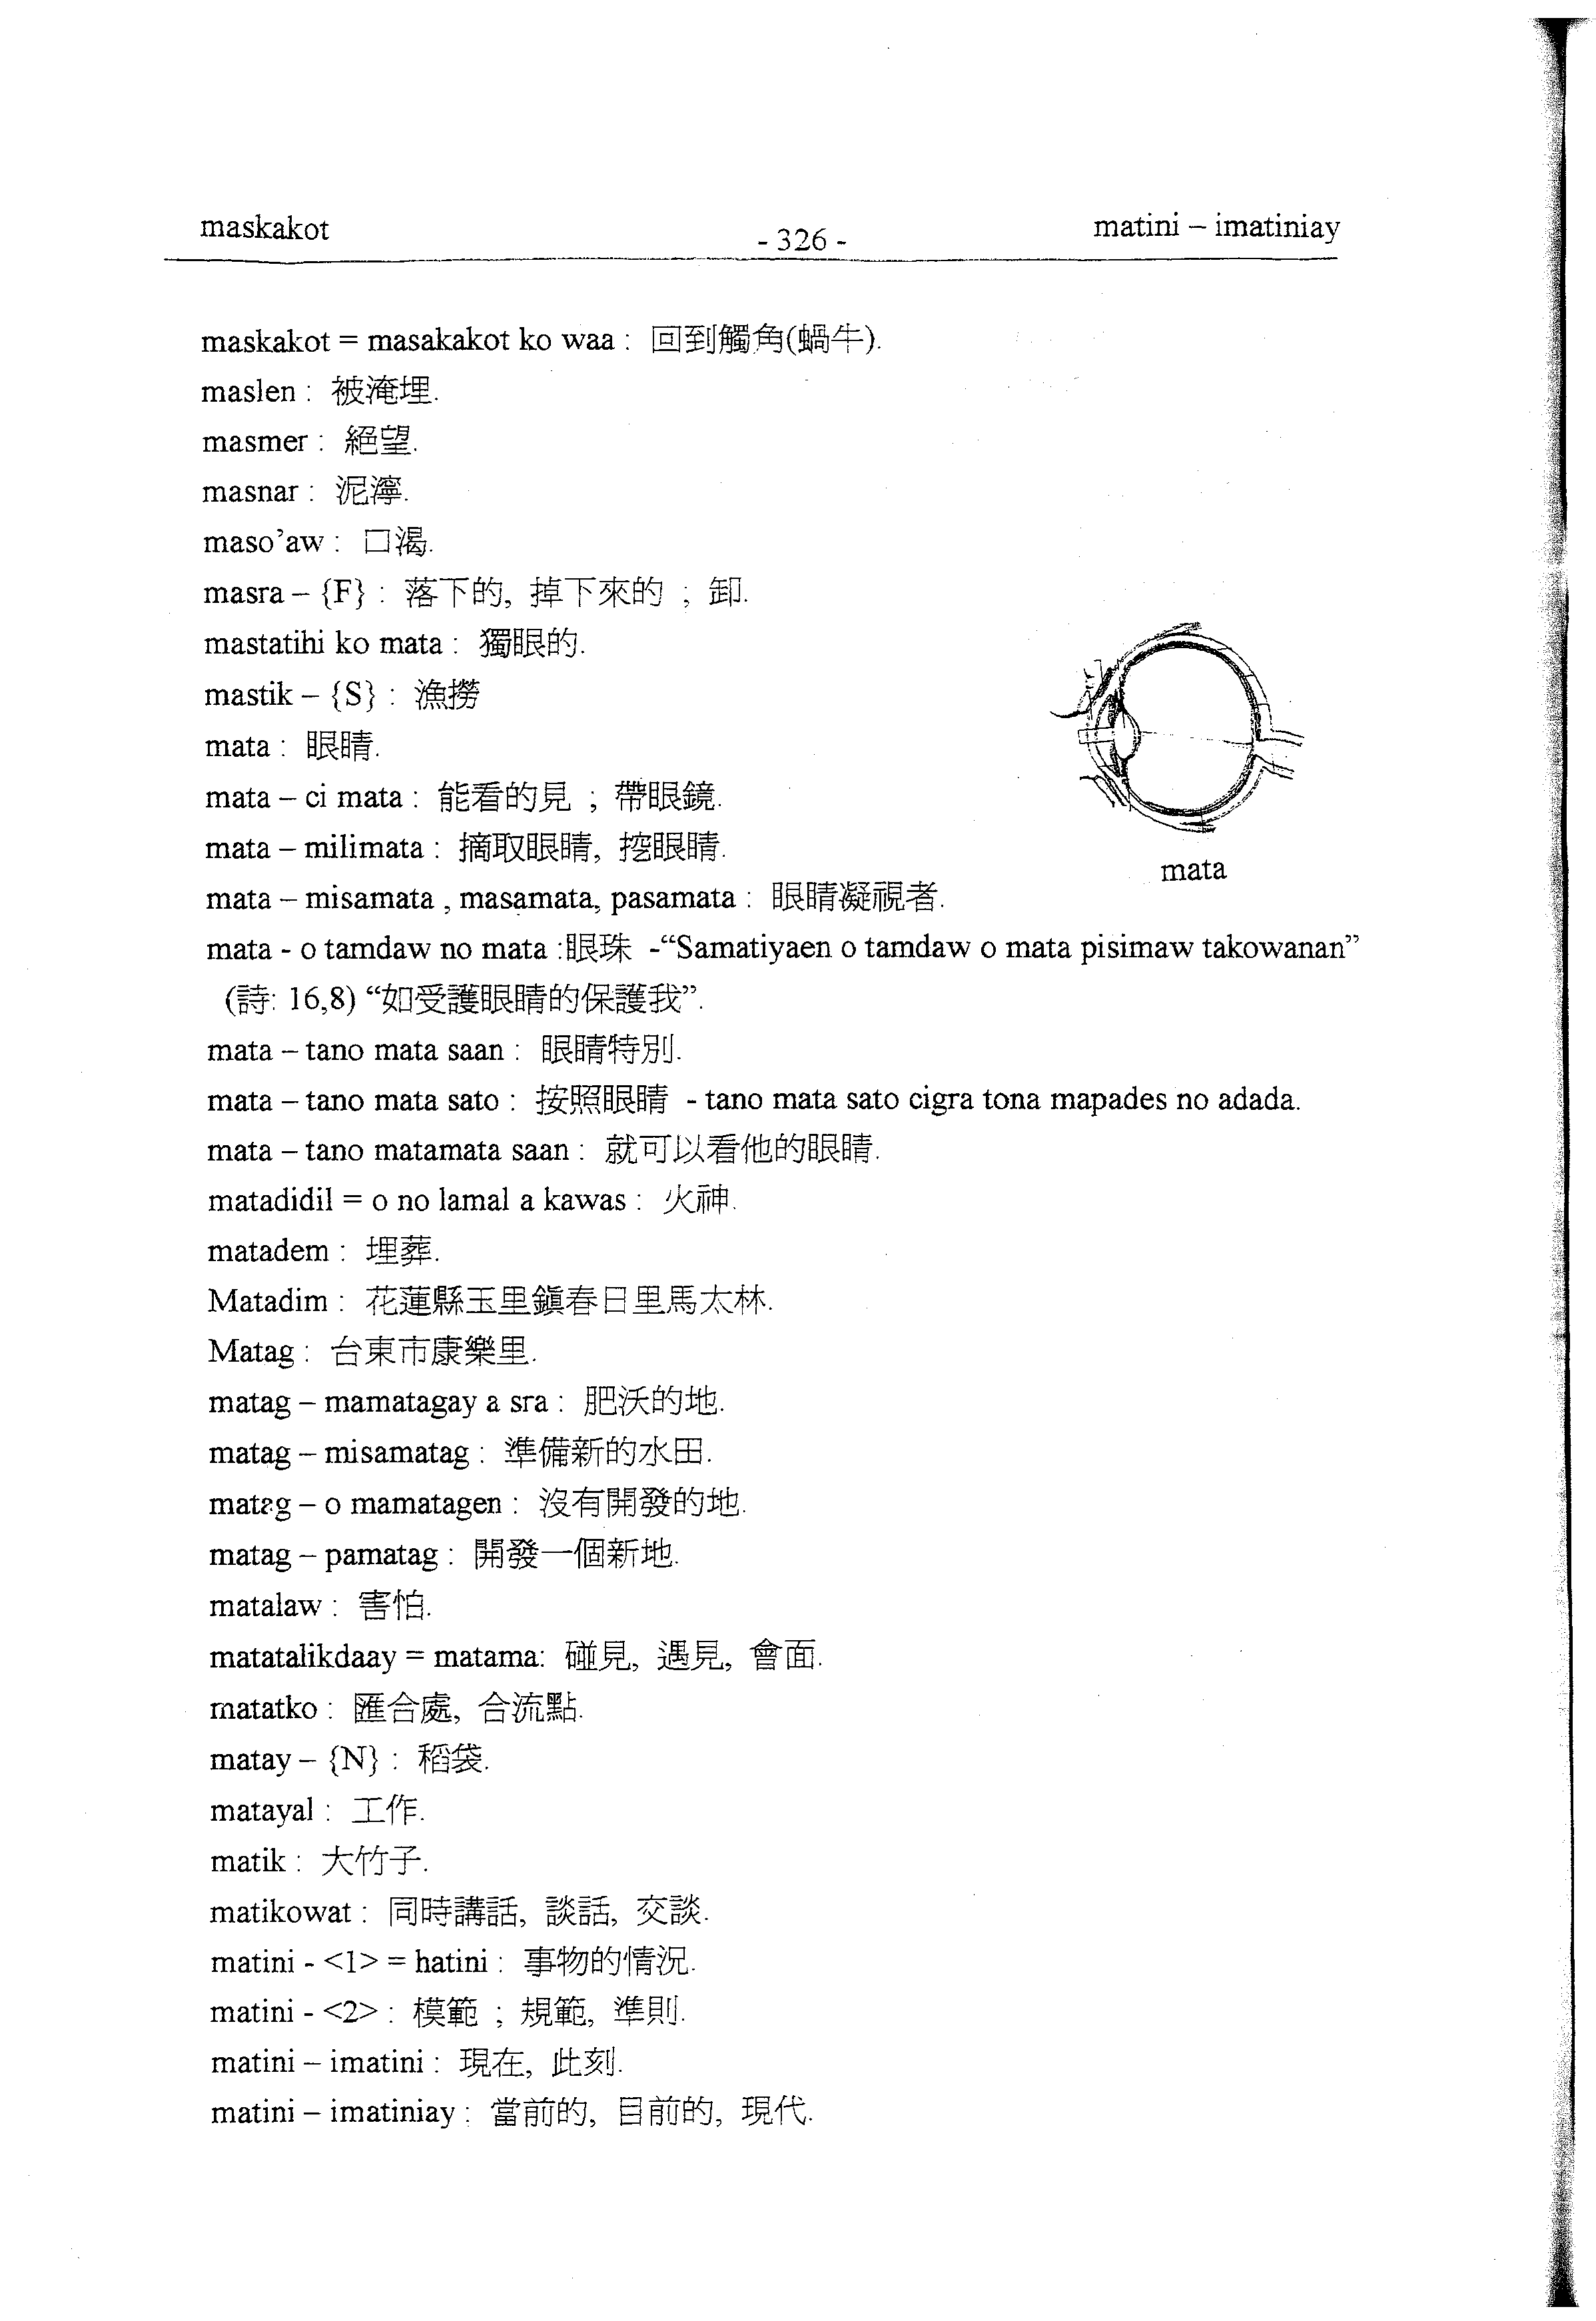 maskakot
- 326 -
matini – imatiniay
maskakot = masakakot ko waa : 回到觸角(蝸牛).
maslen : 被淹埋.
masmer : 絕望.
masnar : 泥濘.
maso’aw : 口渴.
masra – {F} : 落下的, 掉下來的 ; 卸.
mastatihi ko mata : 獨眼的.
mastik – {S} : 漁撈
mata : 眼睛.
mata – ci mata : 能看的見 ; 帶眼鏡.
mata – milimata : 摘取眼睛, 挖眼睛.
mata
mata – misamata , masamata, pasamata : 眼睛凝視者.
mata - o tamdaw no mata :眼珠 -“Samatiyaen o tamdaw o mata pisimaw takowanan”
(詩: 16,8) “如受護眼睛的保護我”.
mata – tano mata saan : 眼睛特別.
mata – tano mata sato : 按照眼睛 - tano mata sato cigra tona mapades no adada.
mata – tano matamata saan : 就可以看他的眼睛.
matadidil = o no lamal a kawas : 火神.
matadem : 埋葬.
Matadim : 花蓮縣玉里鎮春日里馬太林.
Matag : 台東市康樂里.
matag – mamatagay a sra : 肥沃的地.
matag – misamatag : 準備新的水田.
matag – o mamatagen : 沒有開發的地.
matag – pamatag : 開發一個新地.
matalaw : 害怕.
matatalikdaay = matama: 碰見, 遇見, 會面.
matatko : 匯合處, 合流點.
matay – {N} : 稻袋.
matayal : 工作.
matik : 大竹子.
matikowat : 同時講話, 談話, 交談.
matini - <1> = hatini : 事物的情況.
matini - <2> : 模範 ; 規範, 準則.
matini – imatini : 現在, 此刻.
matini – imatiniay : 當前的, 目前的, 現代.